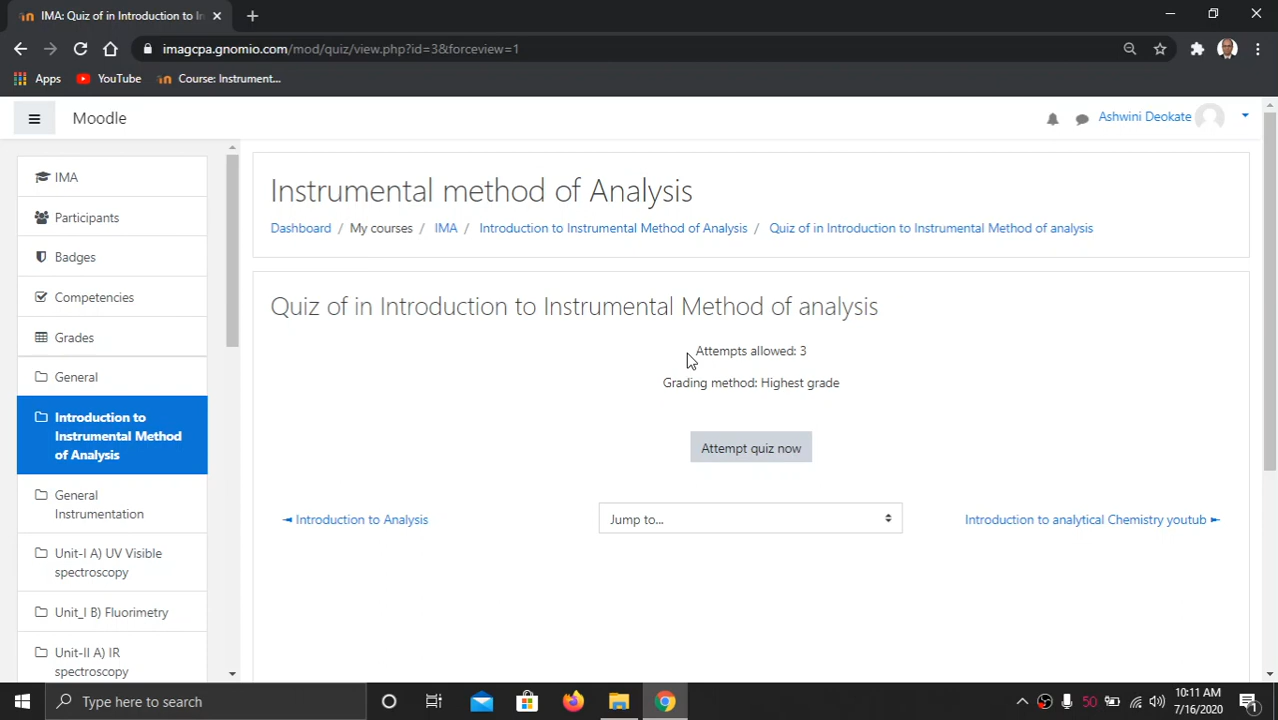 IMA: Quiz of in Introduction to In
imagcpa.gnomio.com/mod/quiz/view.php?id=3&forceview=1
Apps
YouTube
Course: Instrument...
Moodle
Ashwini Deokate
IMA
Participants
Badges
Competencies
Grades
General
Introduction to
Instrumental Method
of Analysis
General
Instrumentation
Unit-I A) UV Visible
spectroscopy
Unit_I B) Fluorimetry
Unit-II A) IR
spectroscopy
Instrumental method of Analysis
Dashboard / My courses / IMA / Introduction to Instrumental Method of Analysis / Quiz of in Introduction to Instrumental Method of analysis
Quiz of in Introduction to Instrumental Method of analysis
Attempts allowed: 3
Grading method: Highest grade
Attempt quiz now
◄ Introduction to Analysis
Jump to...
Introduction to analytical Chemistry youtub ►
Type here to search
50
10:11 AM
7/16/2020
1